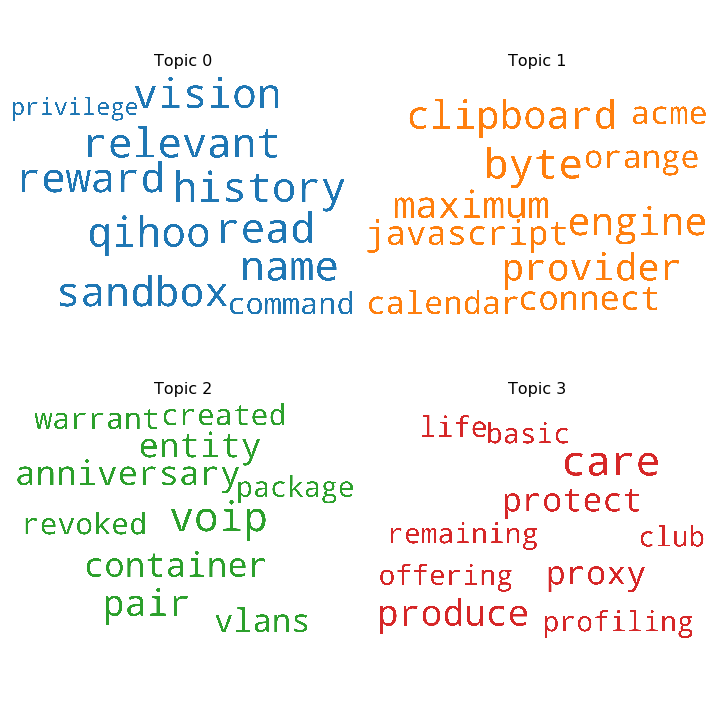 Topic 0
privilege vision
relevant
reward history
qihoo read
name
sandbox command
Topic 1
clipboard acme
byte orange
maximum
javascript engine
provider
calendar connect
Topic 2
warrant created
entity
anniversary package
revoked voip
container
pair vlans
Topic 3
life basic
care
protect
remaining club
offering proxy
produce profiling